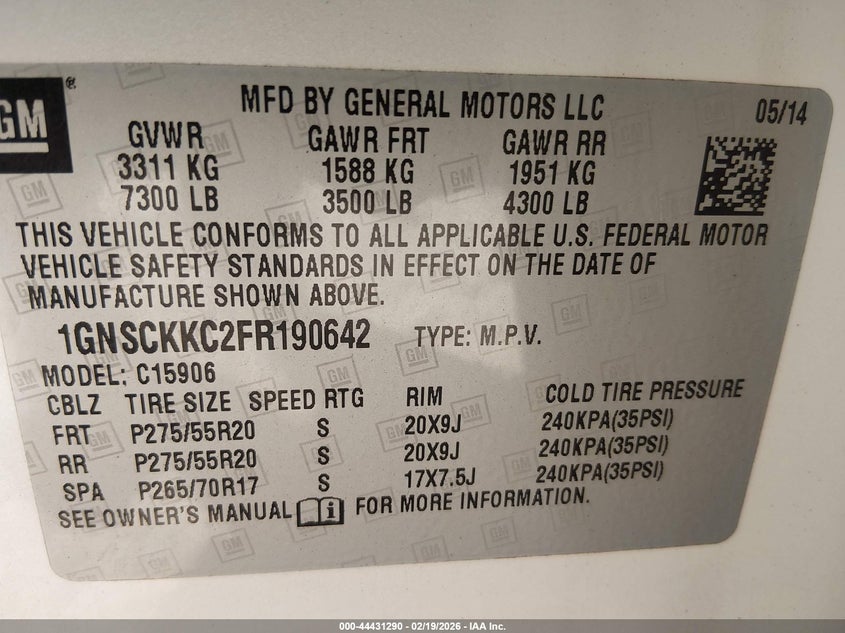 GM ®
MFD BY GENERAL MOTORS LLC 05/14
GVWR GAWR FRT GAWR RR
3311 KG 1588 KG 1951 KG
7300 LB 3500 LB 4300 LB
THIS VEHICLE CONFORMS TO ALL APPLICABLE U.S. FEDERAL MOTOR
VEHICLE SAFETY STANDARDS IN EFFECT ON THE DATE OF
MANUFACTURE SHOWN ABOVE.
1GNSCKKC2FR190642 TYPE: M.P.V.
MODEL: C15906
CBLZ TIRE SIZE SPEED RTG RIM COLD TIRE PRESSURE
FRT P275/55R20 S 20X9J 240KPA(35PSI)
RR P275/55R20 S 20X9J 240KPA(35PSI)
SPA P265/70R17 S 17X7.5J 240KPA(35PSI)
SEE OWNER'S MANUAL i FOR MORE INFORMATION.
000-44431290 - 02/19/2026 - IAA Inc.